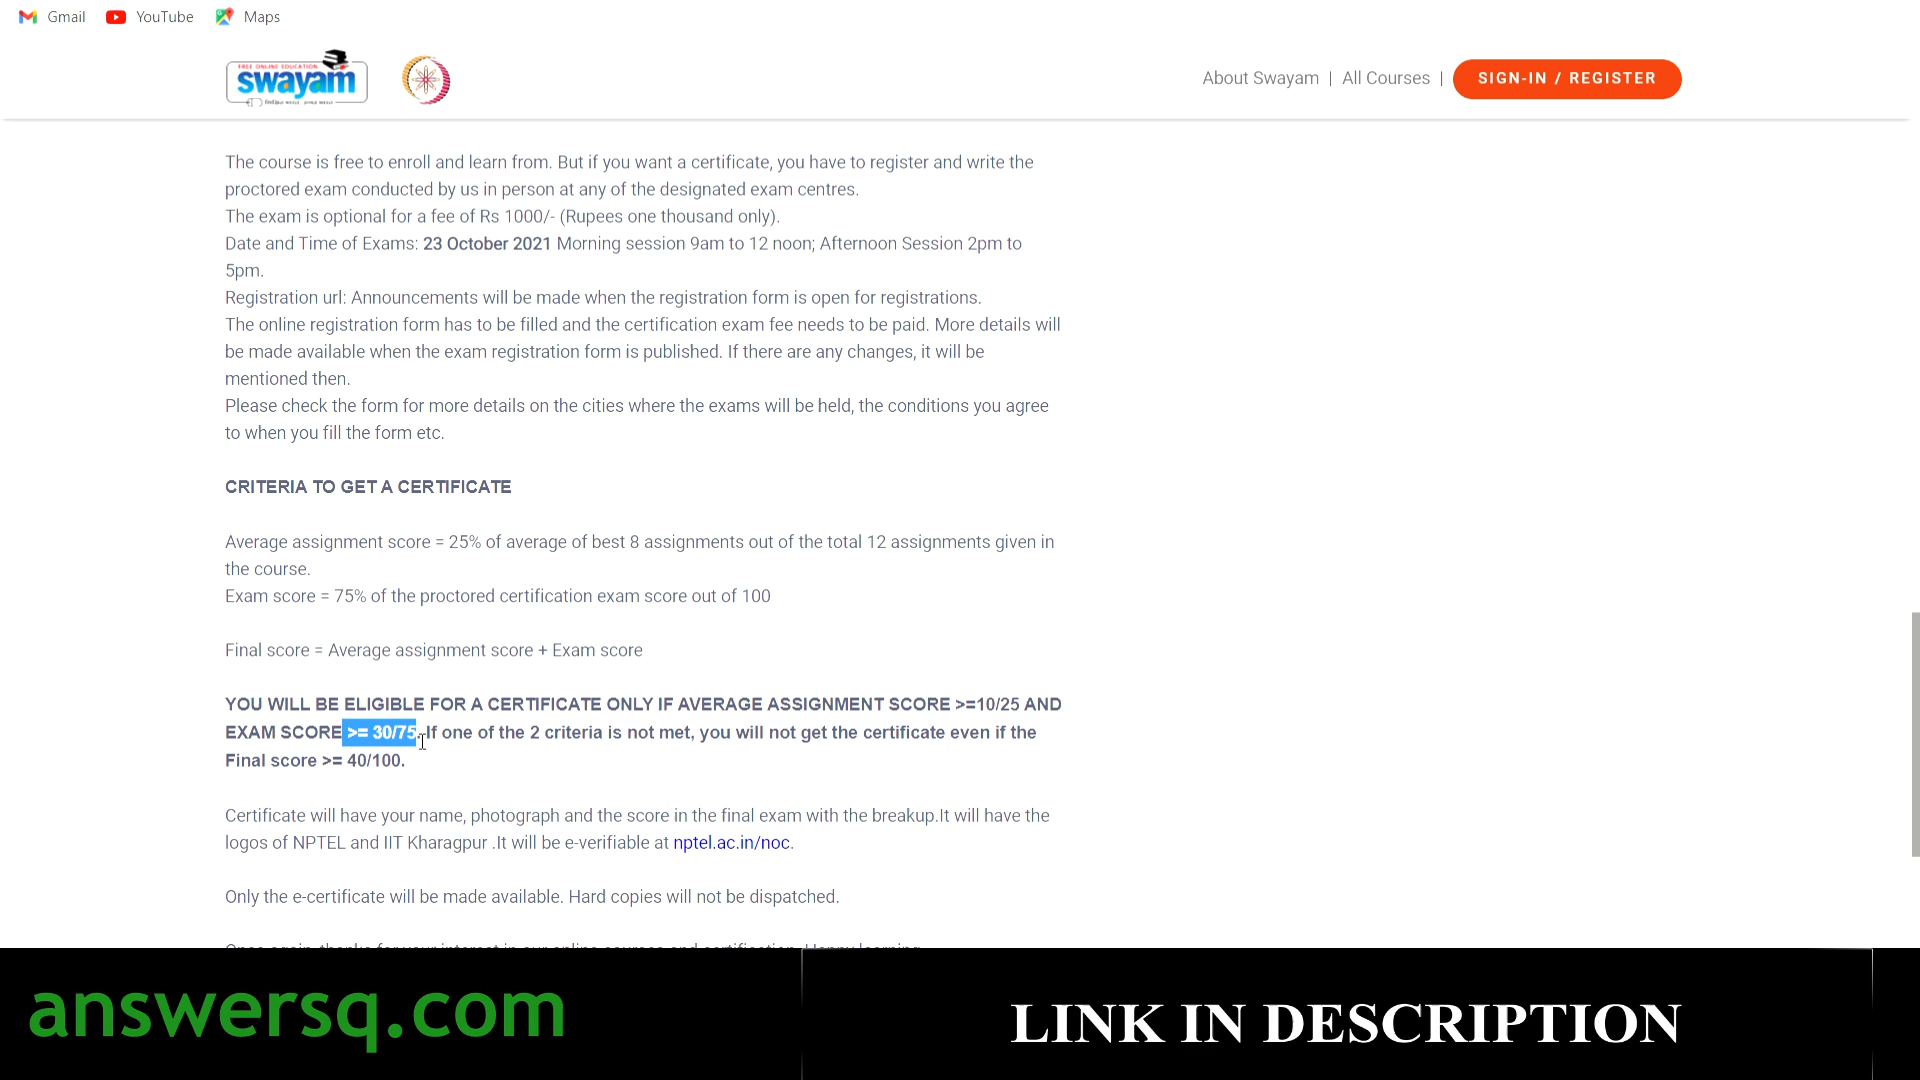 Gmail YouTube Maps
FREE ONLINE EDUCATION
swayam
About Swayam | All Courses | SIGN-IN / REGISTER
The course is free to enroll and learn from. But if you want a certificate, you have to register and write the
proctored exam conducted by us in person at any of the designated exam centres.
The exam is optional for a fee of Rs 1000/- (Rupees one thousand only).
Date and Time of Exams: 23 October 2021 Morning session 9am to 12 noon; Afternoon Session 2pm to
5pm.
Registration url: Announcements will be made when the registration form is open for registrations.
The online registration form has to be filled and the certification exam fee needs to be paid. More details will
be made available when the exam registration form is published. If there are any changes, it will be
mentioned then.
Please check the form for more details on the cities where the exams will be held, the conditions you agree
to when you fill the form etc.
CRITERIA TO GET A CERTIFICATE
Average assignment score = 25% of average of best 8 assignments out of the total 12 assignments given in
the course.
Exam score = 75% of the proctored certification exam score out of 100
Final score = Average assignment score + Exam score
YOU WILL BE ELIGIBLE FOR A CERTIFICATE ONLY IF AVERAGE ASSIGNMENT SCORE >=10/25 AND
EXAM SCORE >= 30/75. If one of the 2 criteria is not met, you will not get the certificate even if the
Final score >= 40/100.
Certificate will have your name, photograph and the score in the final exam with the breakup.It will have the
logos of NPTEL and IIT Kharagpur .It will be e-verifiable at nptel.ac.in/noc.
Only the e-certificate will be made available. Hard copies will not be dispatched.
Once again, thanks for your interest in our online courses and certification. Happy learning.
answersq.com
LINK IN DESCRIPTION